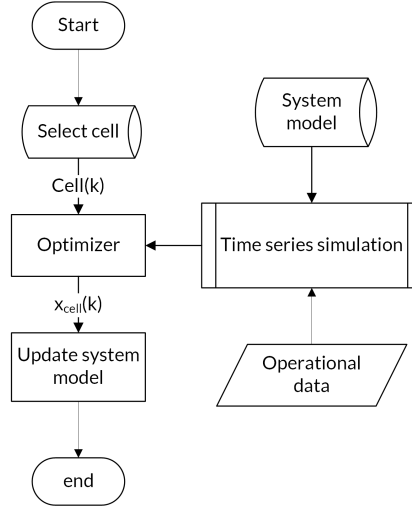 Start
Select cell
System
model
Cell(k)
Optimizer
Time series simulation
xcell(k)
Update system
model
Operational
data
end